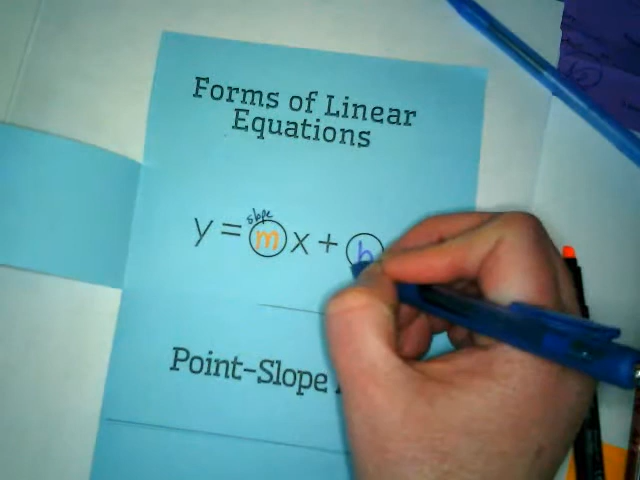 Forms of Linear
Equations
slope
y = m x + b
Point-Slope